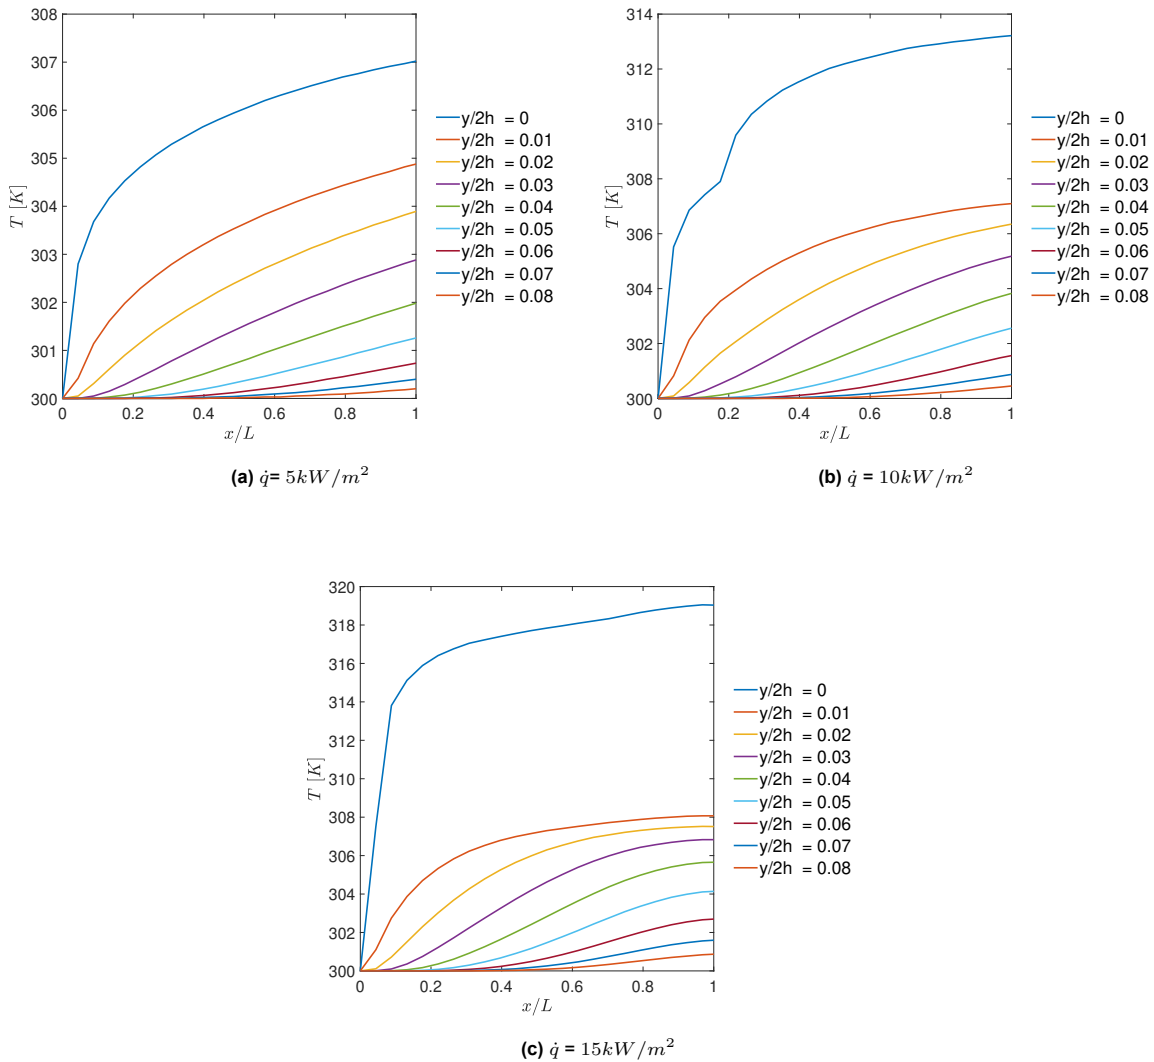 308
307
306
305
304
303
302
301
300
T [K]
0
0.2
0.4
0.6
0.8
1
x/L
y/2h = 0
y/2h = 0.01
y/2h = 0.02
y/2h = 0.03
y/2h = 0.04
y/2h = 0.05
y/2h = 0.06
y/2h = 0.07
y/2h = 0.08
(a) q̇= 5kW/m²
314
312
310
308
306
304
302
300
T [K]
0
0.2
0.4
0.6
0.8
1
x/L
y/2h = 0
y/2h = 0.01
y/2h = 0.02
y/2h = 0.03
y/2h = 0.04
y/2h = 0.05
y/2h = 0.06
y/2h = 0.07
y/2h = 0.08
(b) q̇ = 10kW/m²
320
318
316
314
312
310
308
306
304
302
300
T [K]
0
0.2
0.4
0.6
0.8
1
x/L
y/2h = 0
y/2h = 0.01
y/2h = 0.02
y/2h = 0.03
y/2h = 0.04
y/2h = 0.05
y/2h = 0.06
y/2h = 0.07
y/2h = 0.08
(c) q̇ = 15kW/m²